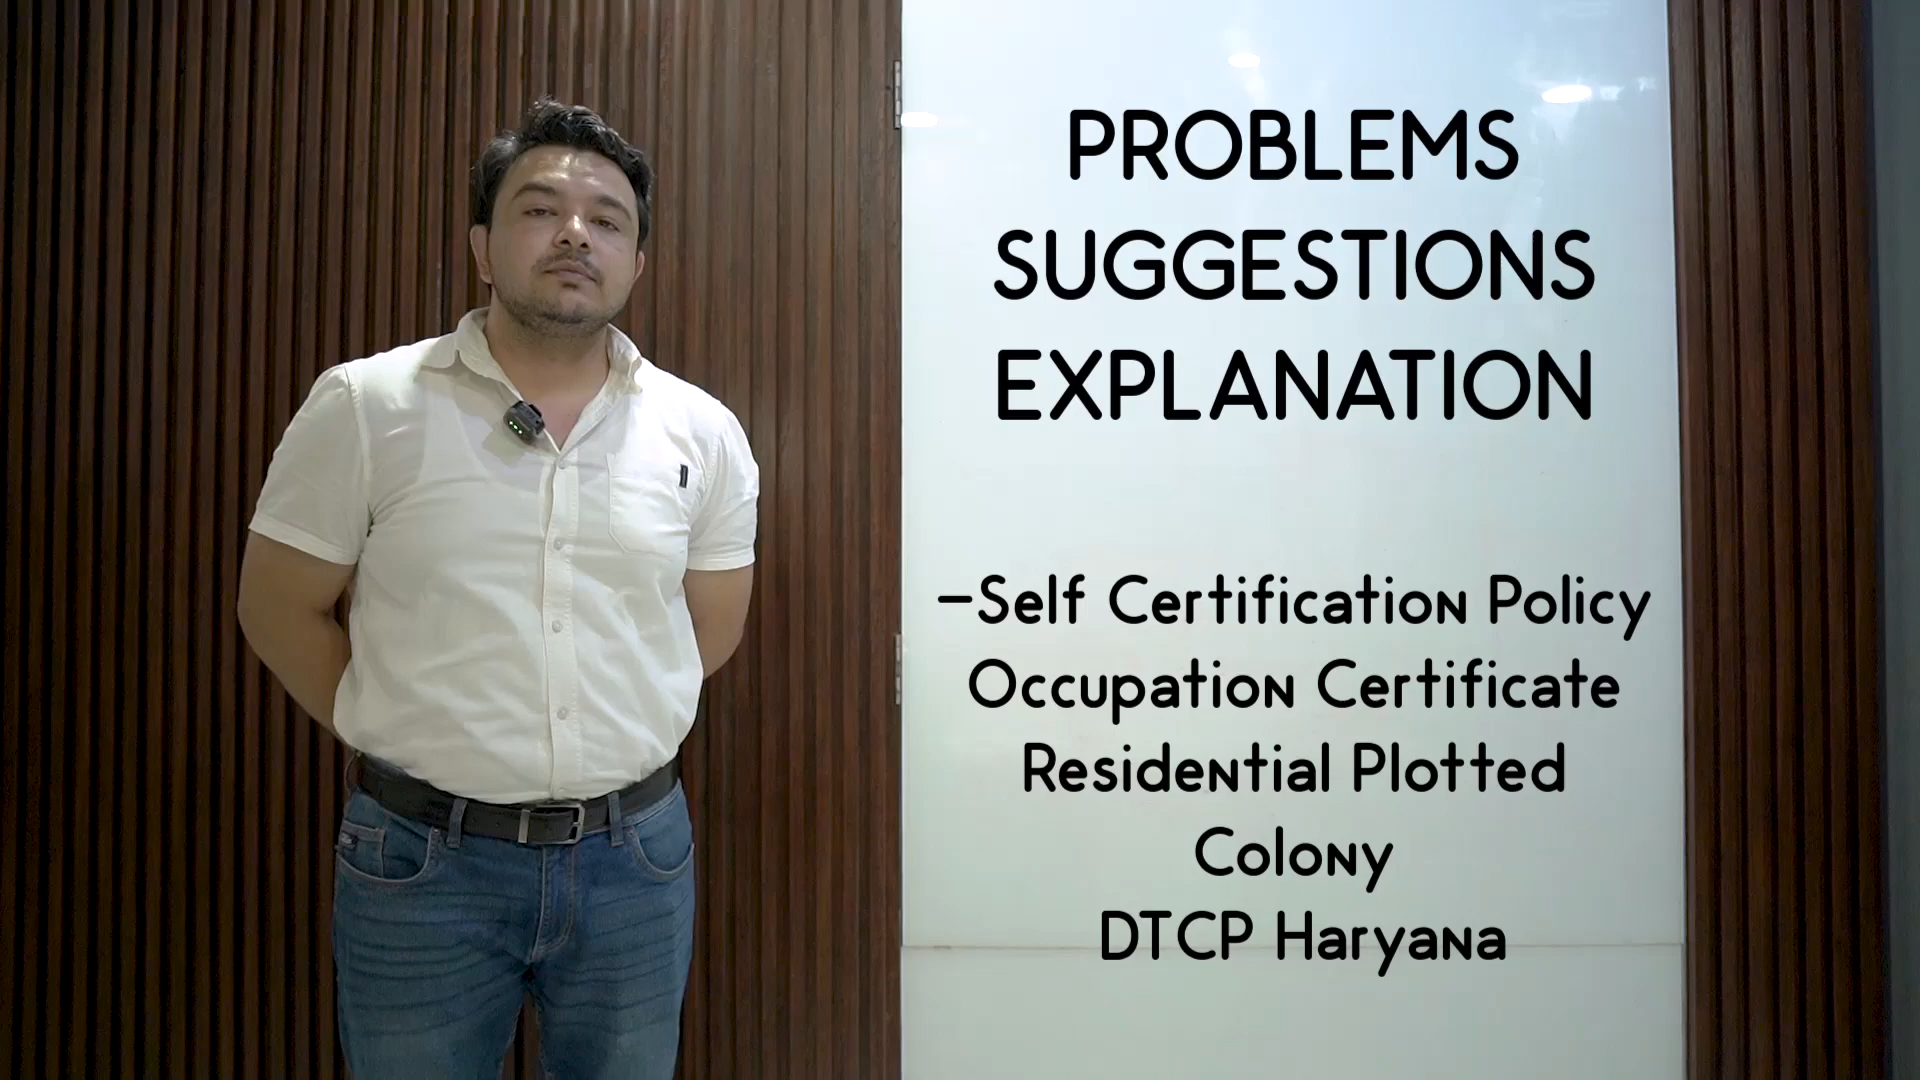 PROBLEMS
SUGGESTIONS
EXPLANATION
-Self Certification Policy
Occupation Certificate
Residential Plotted
Colony
DTCP Haryana